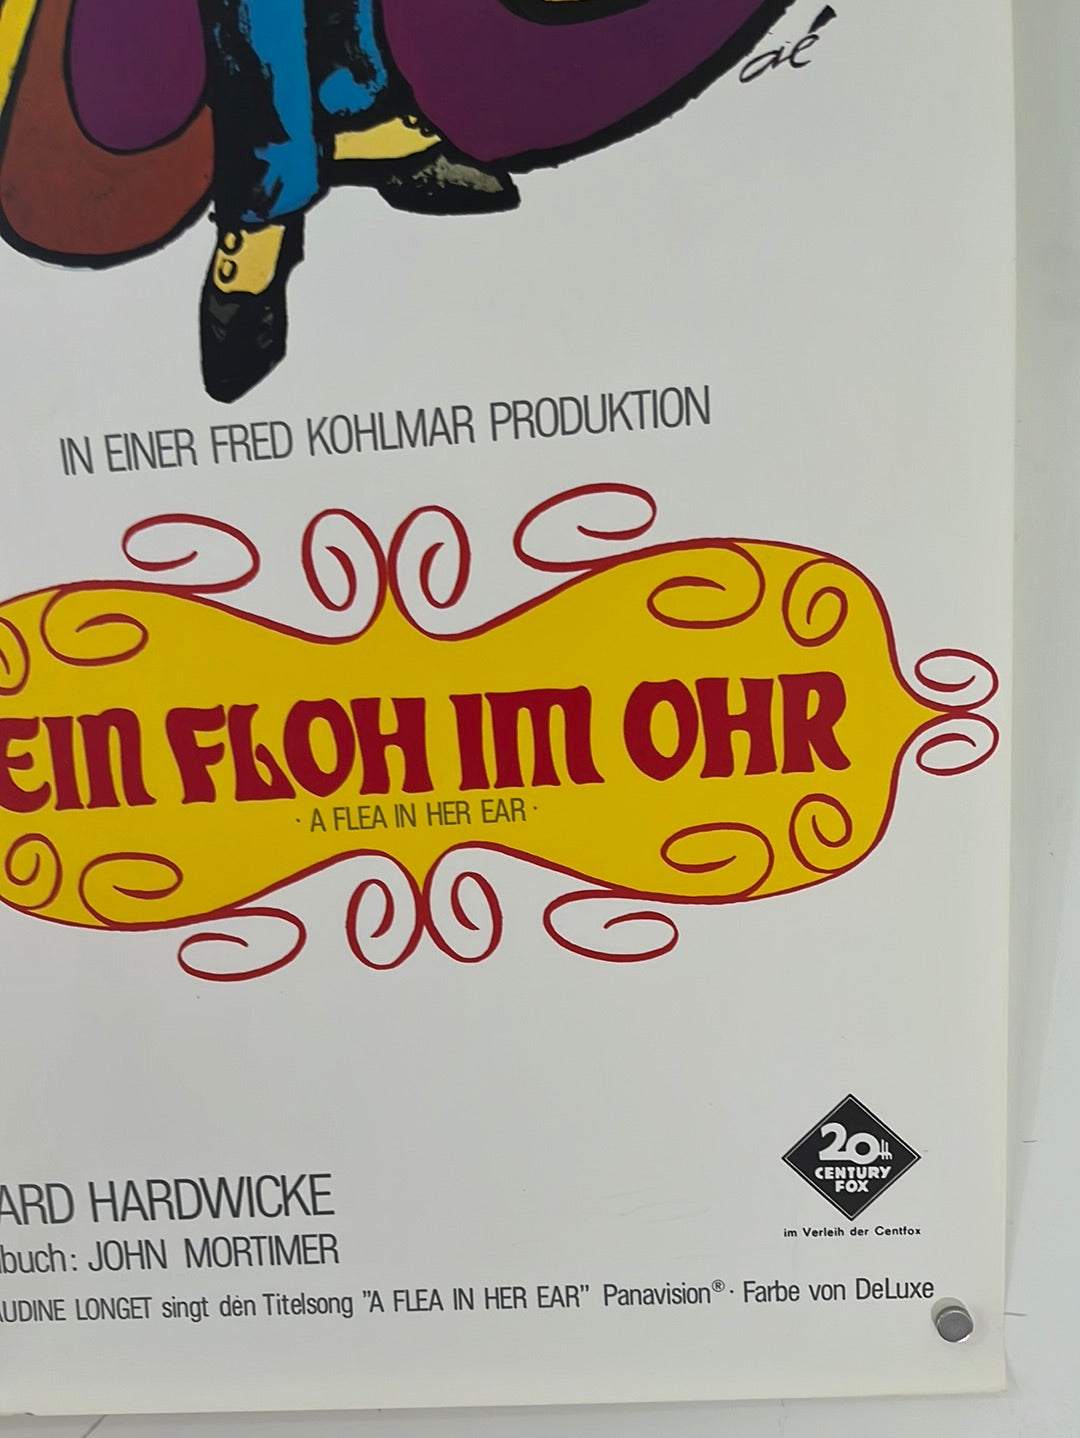 aé
IN EINER FRED KOHLMAR PRODUKTION
EIN FLOH IM OHR
· A FLEA IN HER EAR ·
20th
CENTURY
FOX
im Verleih der Centfox
ARD HARDWICKE
buch: JOHN MORTIMER
UDINE LONGET singt den Titelsong "A FLEA IN HER EAR" Panavision® · Farbe von DeLuxe